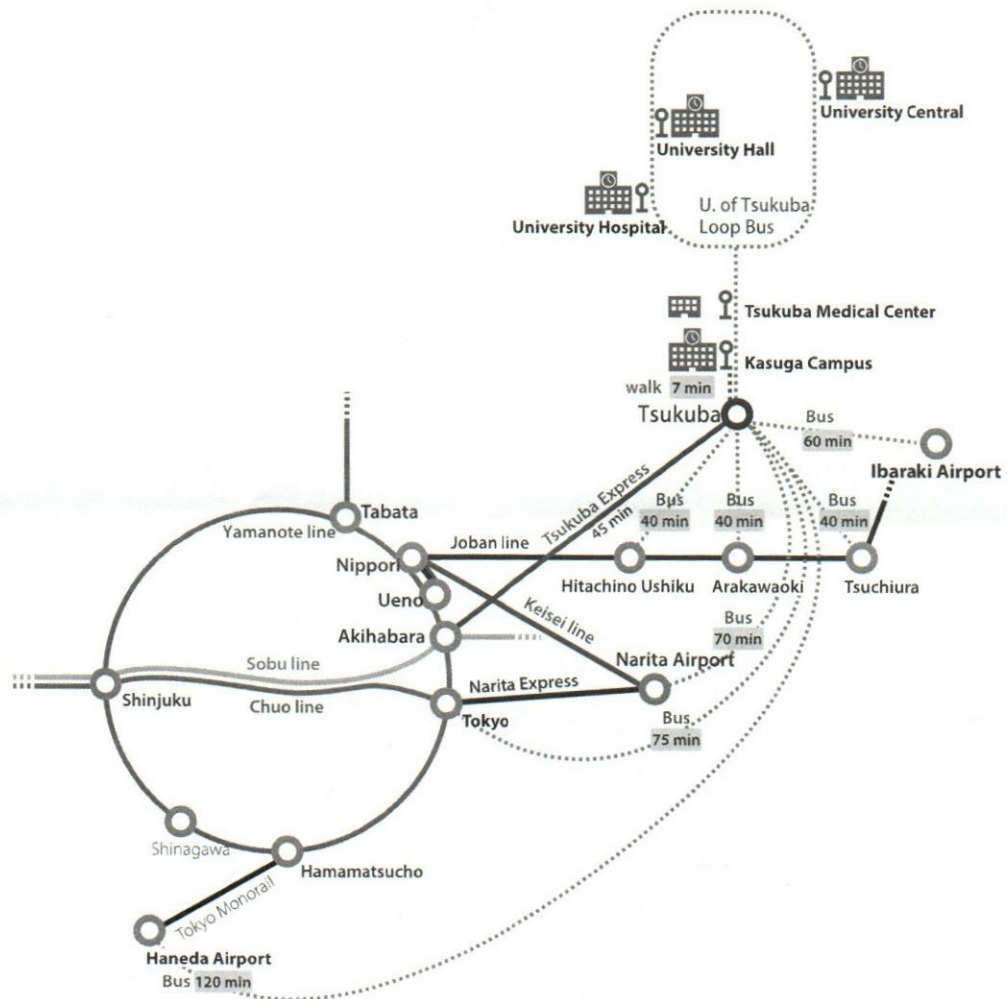 University Central
University Hall
University Hospital
U. of Tsukuba
Loop Bus
Tsukuba Medical Center
Kasuga Campus
walk 7 min
Tsukuba
Bus
60 min
Ibaraki Airport
Tsukuba Express
45 min
Bus
40 min
Bus
40 min
Bus
40 min
Tabata
Yamanote line
Nippori
Joban line
Hitachino Ushiku
Arakawaoki
Tsuchiura
Ueno
Keisei line
Akihabara
Bus
70 min
Narita Airport
Sobu line
Shinjuku
Chuo line
Narita Express
Tokyo
Bus
75 min
Shinagawa
Hamamatsucho
Tokyo Monorail
Haneda Airport
Bus 120 min